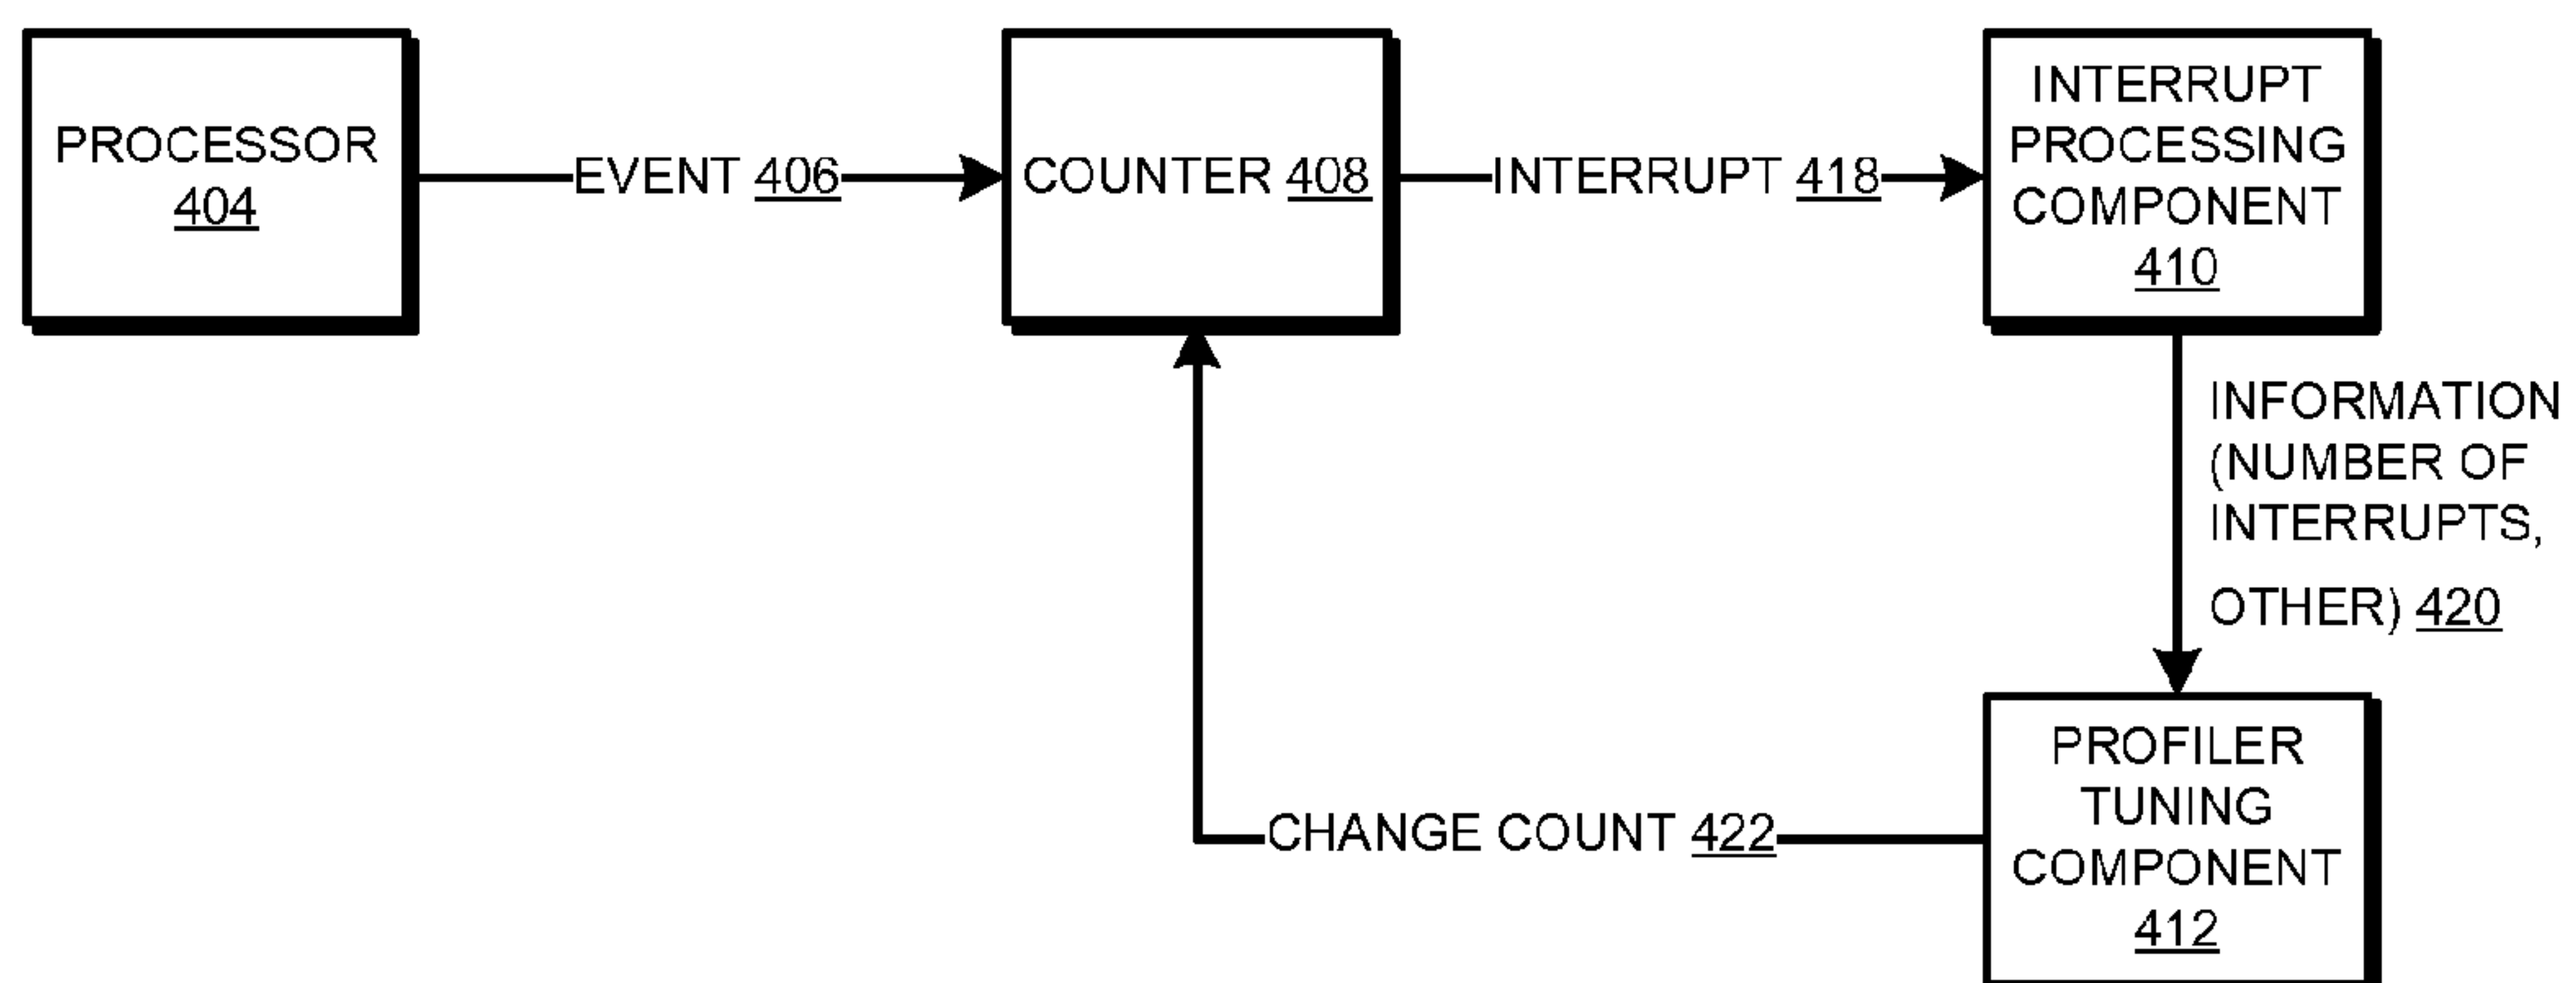 PROCESSOR
404
EVENT 406
COUNTER 408
INTERRUPT 418
INTERRUPT
PROCESSING
COMPONENT
410
INFORMATION
(NUMBER OF
INTERRUPTS,
OTHER) 420
CHANGE COUNT 422
PROFILER
TUNING
COMPONENT
412